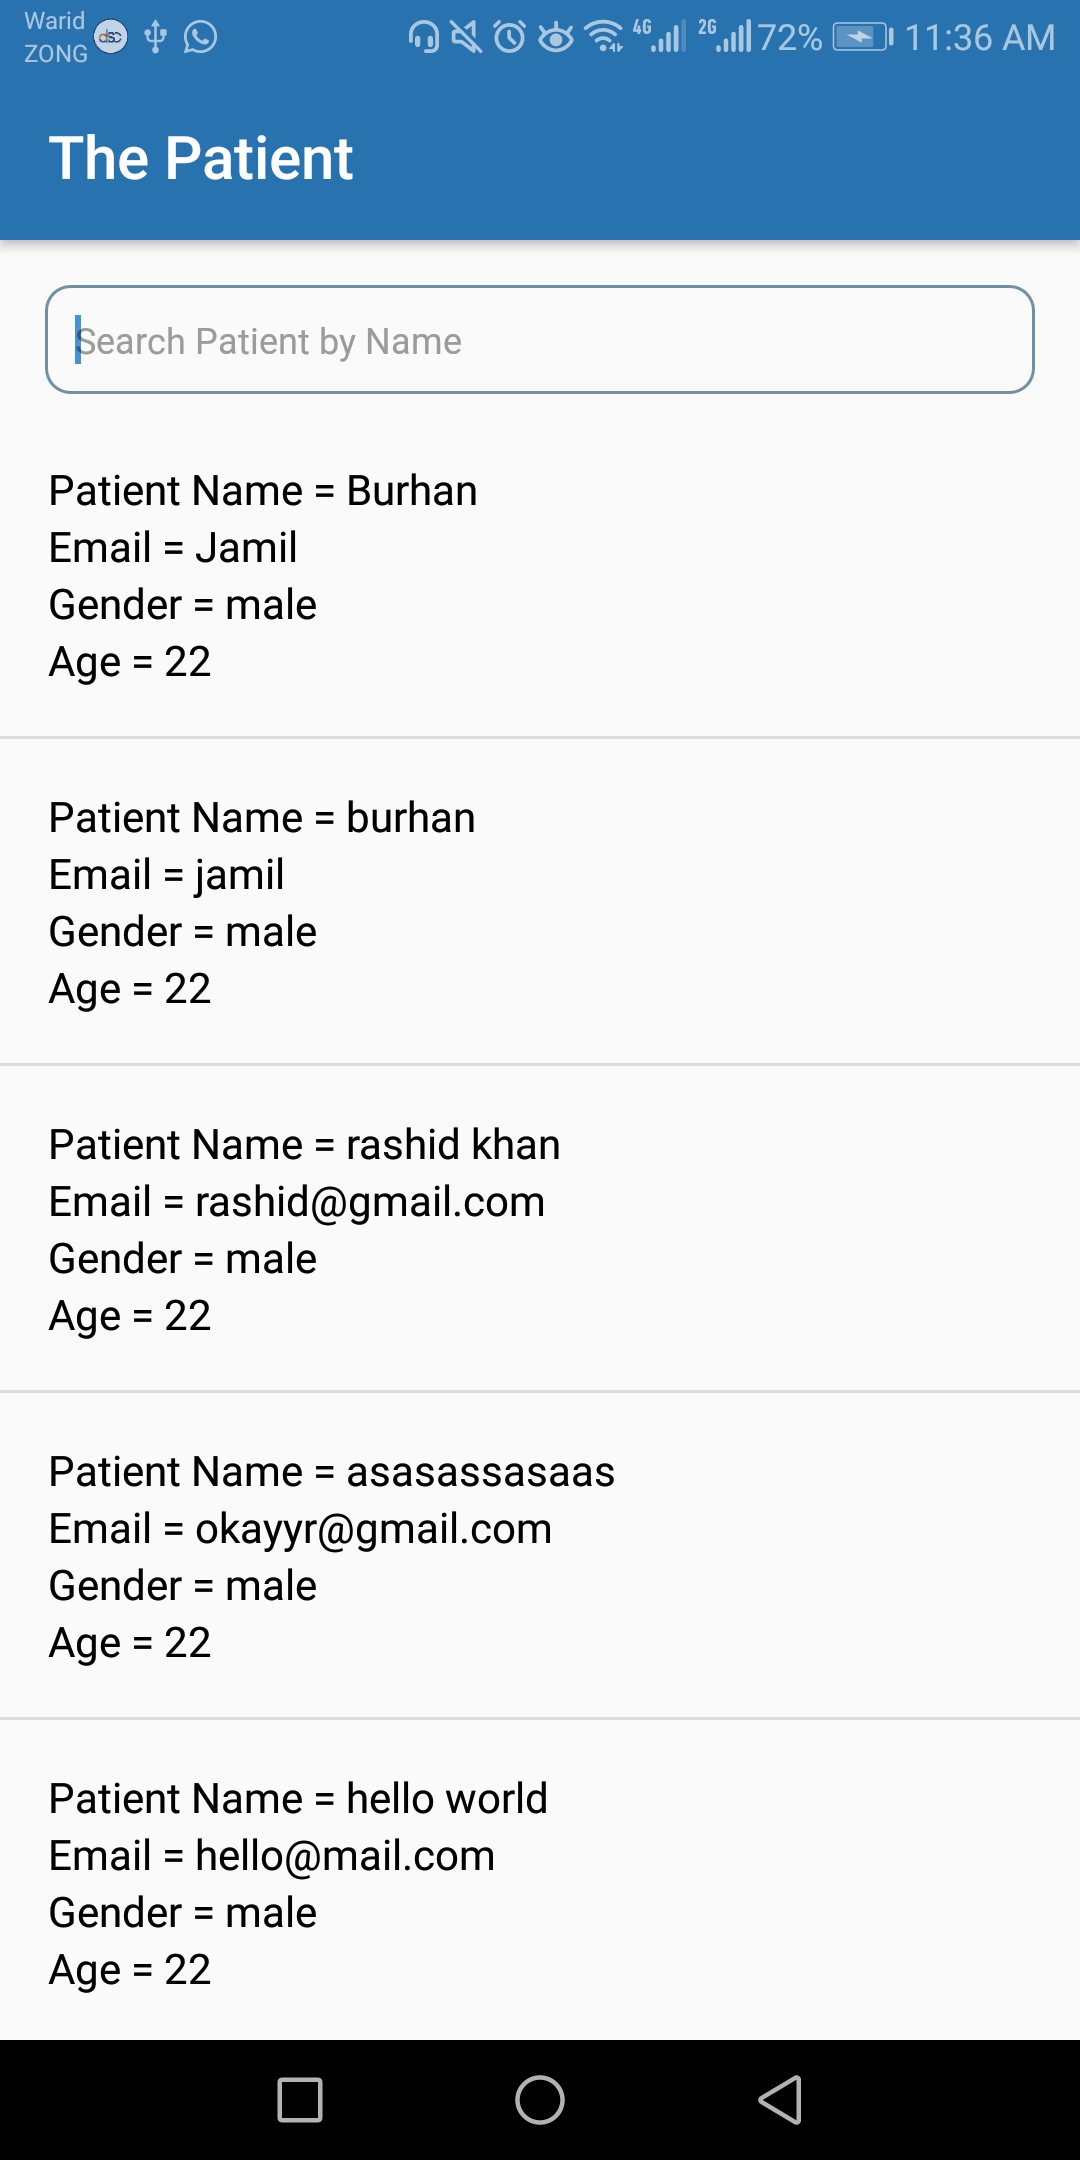 Warid
ZONG
dsc
4G
2G
72%
11:36 AM
The Patient
Search Patient by Name
Patient Name = Burhan
Email = Jamil
Gender = male
Age = 22
Patient Name = burhan
Email = jamil
Gender = male
Age = 22
Patient Name = rashid khan
Email = rashid@gmail.com
Gender = male
Age = 22
Patient Name = asasassasaas
Email = okayyr@gmail.com
Gender = male
Age = 22
Patient Name = hello world
Email = hello@mail.com
Gender = male
Age = 22